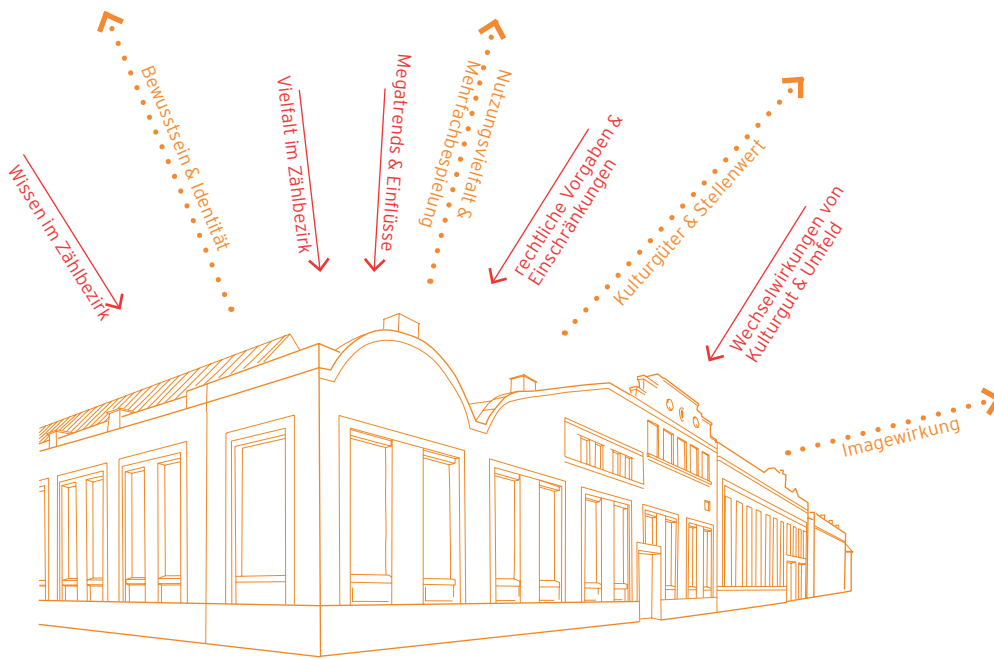 Wissen im Zählbezirk
Bewusstsein & Identität
Vielfalt im Zählbezirk
Megatrends & Einflüsse
Nutzungsvielfalt &
Mehrfachbespielung
rechtliche Vorgaben &
Einschränkungen
Kulturgüter & Stellenwert
Wechselwirkungen von
Kulturgut & Umfeld
Imagewirkung